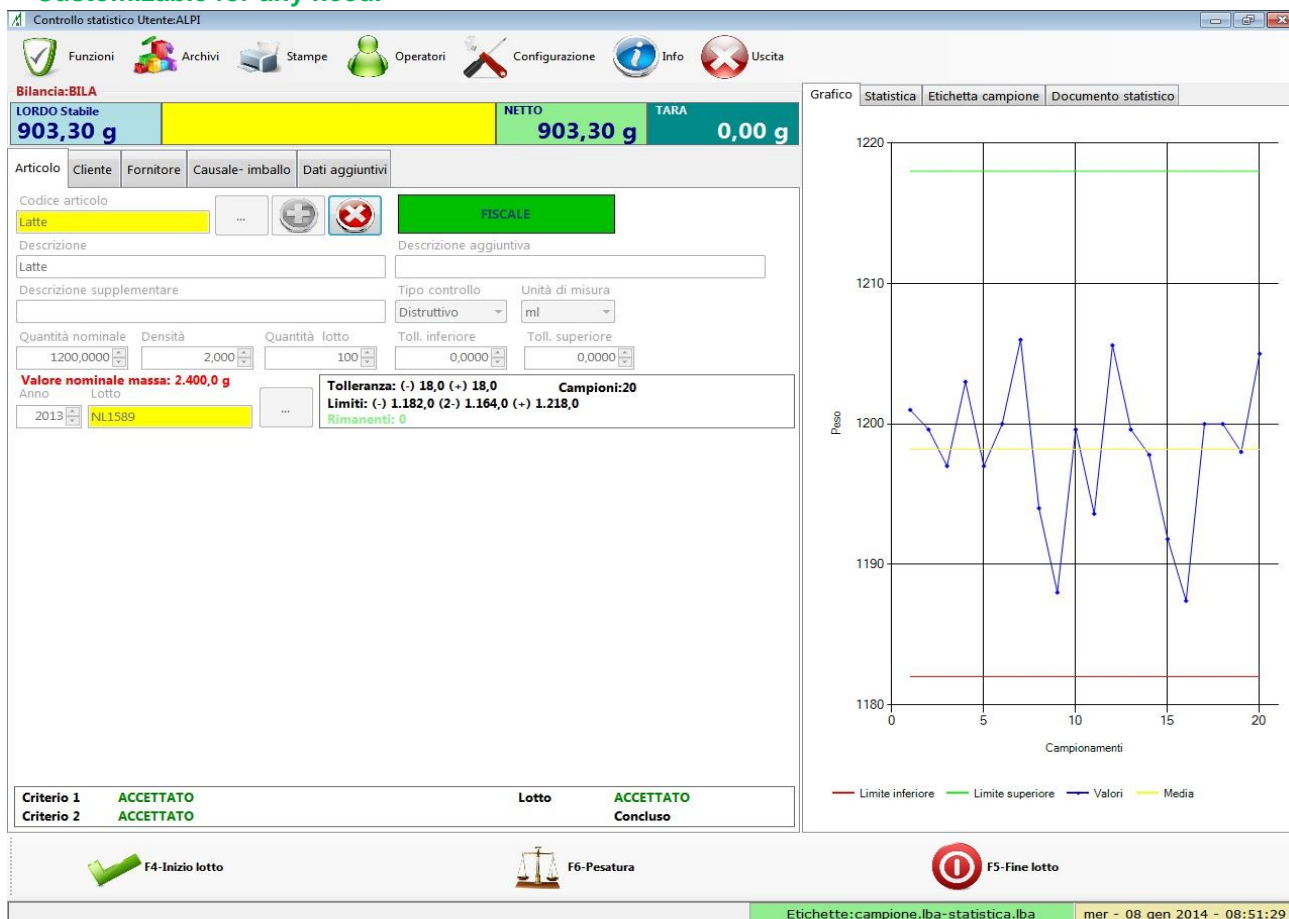 Customizable for any need.
Controllo statistico Utente:ALPI
Funzioni Archivi Stampe Operatori Configurazione Info Uscita
Bilancia:BILA
LORDO Stabile NETTO TARA
903,30 g 903,30 g 0,00 g
Articolo Cliente Fornitore Causale- imballo Dati aggiuntivi
Codice articolo
Latte ... FISCALE
Descrizione Descrizione aggiuntiva
Latte
Descrizione supplementare Tipo controllo Unità di misura
Distruttivo ml
Quantità nominale Densità Quantità lotto Toll. inferiore Toll. superiore
1200,0000 2,000 100 0,0000 0,0000
Valore nominale massa: 2.400,0 g
Anno Lotto
2013 NL1589 ...
Tolleranza: (-) 18,0 (+) 18,0 Campioni:20
Limiti: (-) 1.182,0 (2-) 1.164,0 (+) 1.218,0
Rimanenti: 0
Criterio 1 ACCETTATO Lotto ACCETTATO
Criterio 2 ACCETTATO Concluso
Grafico Statistica Etichetta campione Documento statistico
1220
1210
1200
1190
1180
Peso
0 5 10 15 20
Campionamenti
Limite inferiore Limite superiore Valori Media
F4-Inizio lotto F6-Pesatura F5-Fine lotto
Etichette:campione.lba-statistica.lba mer - 08 gen 2014 - 08:51:29